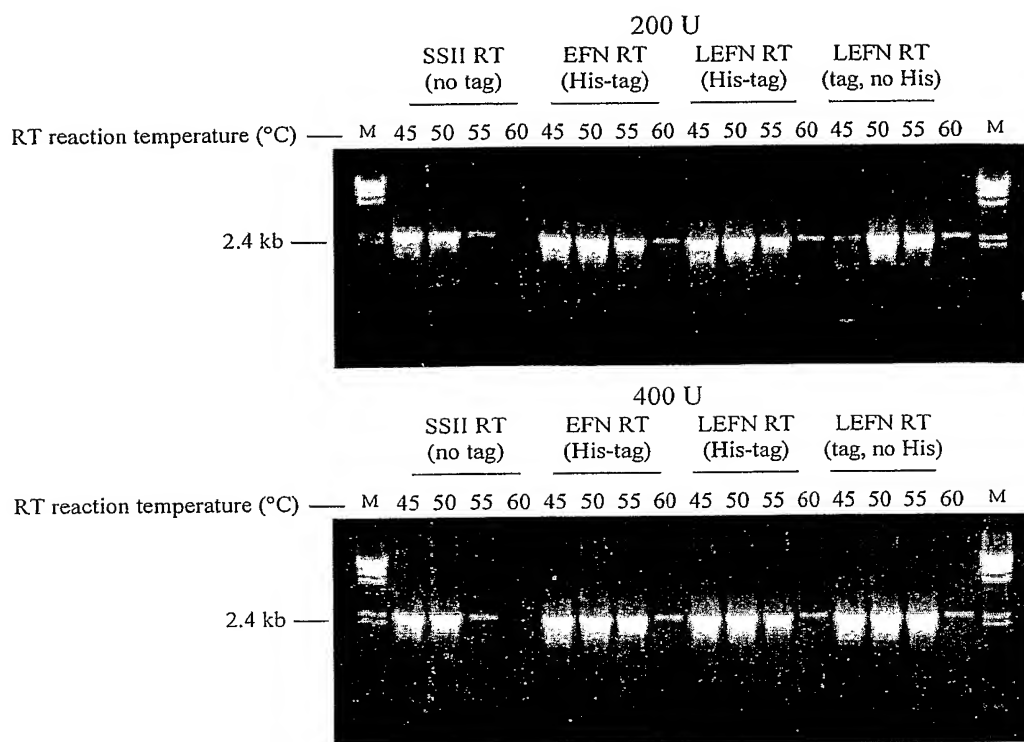 200 U
SSII RT EFN RT LEFN RT LEFN RT
(no tag) (His-tag) (His-tag) (tag, no His)
RT reaction temperature (°C) M 45 50 55 60 45 50 55 60 45 50 55 60 45 50 55 60 M
2.4 kb
400 U
SSII RT EFN RT LEFN RT LEFN RT
(no tag) (His-tag) (His-tag) (tag, no His)
RT reaction temperature (°C) M 45 50 55 60 45 50 55 60 45 50 55 60 45 50 55 60 M
2.4 kb